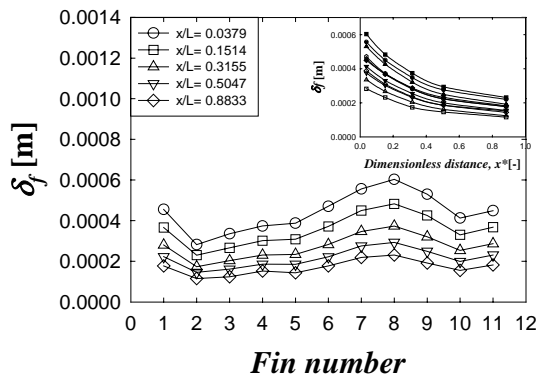 0.0014
0.0012
0.0010
0.0008
0.0006
0.0004
0.0002
0.0000
δf [m]
x/L= 0.0379
x/L= 0.1514
x/L= 0.3155
x/L= 0.5047
x/L= 0.8833
0.0006
0.0004
0.0002
0.0000
δf [m]
0.0 0.2 0.4 0.6 0.8 1.0
Dimensionless distance, x*[-]
0 1 2 3 4 5 6 7 8 9 10 11 12
Fin number